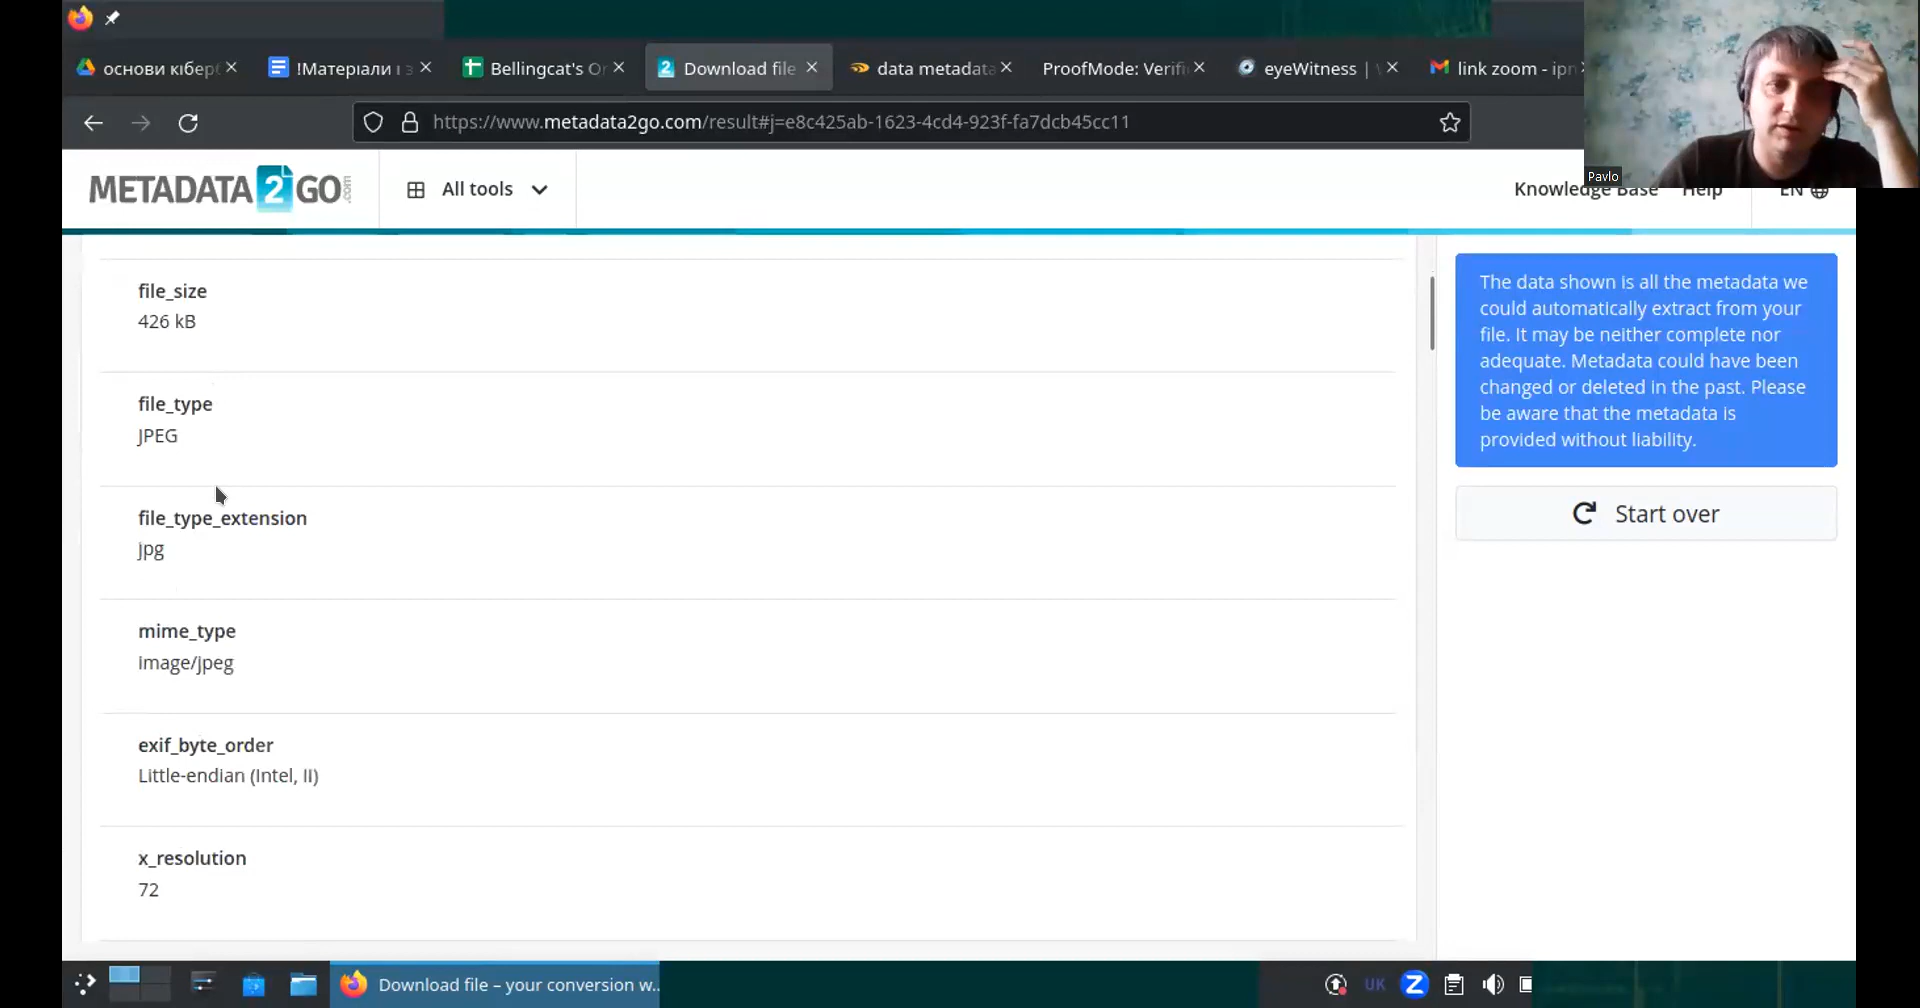 основи кібер
!Матеріали і з
Bellingcat's O
Download file
data metadata
ProofMode: Verifi
eyeWitness |
link zoom - ipn
https://www.metadata2go.com/result#j=e8c425ab-1623-4cd4-923f-fa7dcb45cc11
METADATA2GO.com
All tools
Knowledge Base
Help
EN
Pavlo
file_size
426 kB
file_type
JPEG
file_type_extension
jpg
mime_type
image/jpeg
exif_byte_order
Little-endian (Intel, II)
x_resolution
72
The data shown is all the metadata we
could automatically extract from your
file. It may be neither complete nor
adequate. Metadata could have been
changed or deleted in the past. Please
be aware that the metadata is
provided without liability.
Start over
Download file – your conversion w...
UK